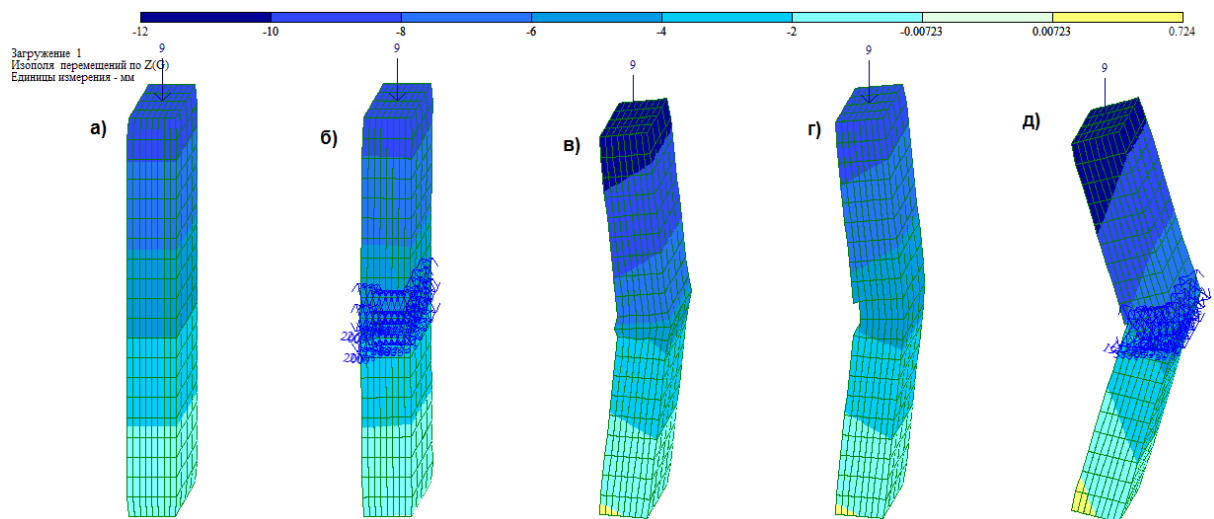 -12 -10 -8 -6 -4 -2 -0.00723 0.00723 0.724
Загружение 1
Изополя перемещений по Z(G)
Единицы измерения - мм
9 9 9 9 9
а) б) в) г) д)